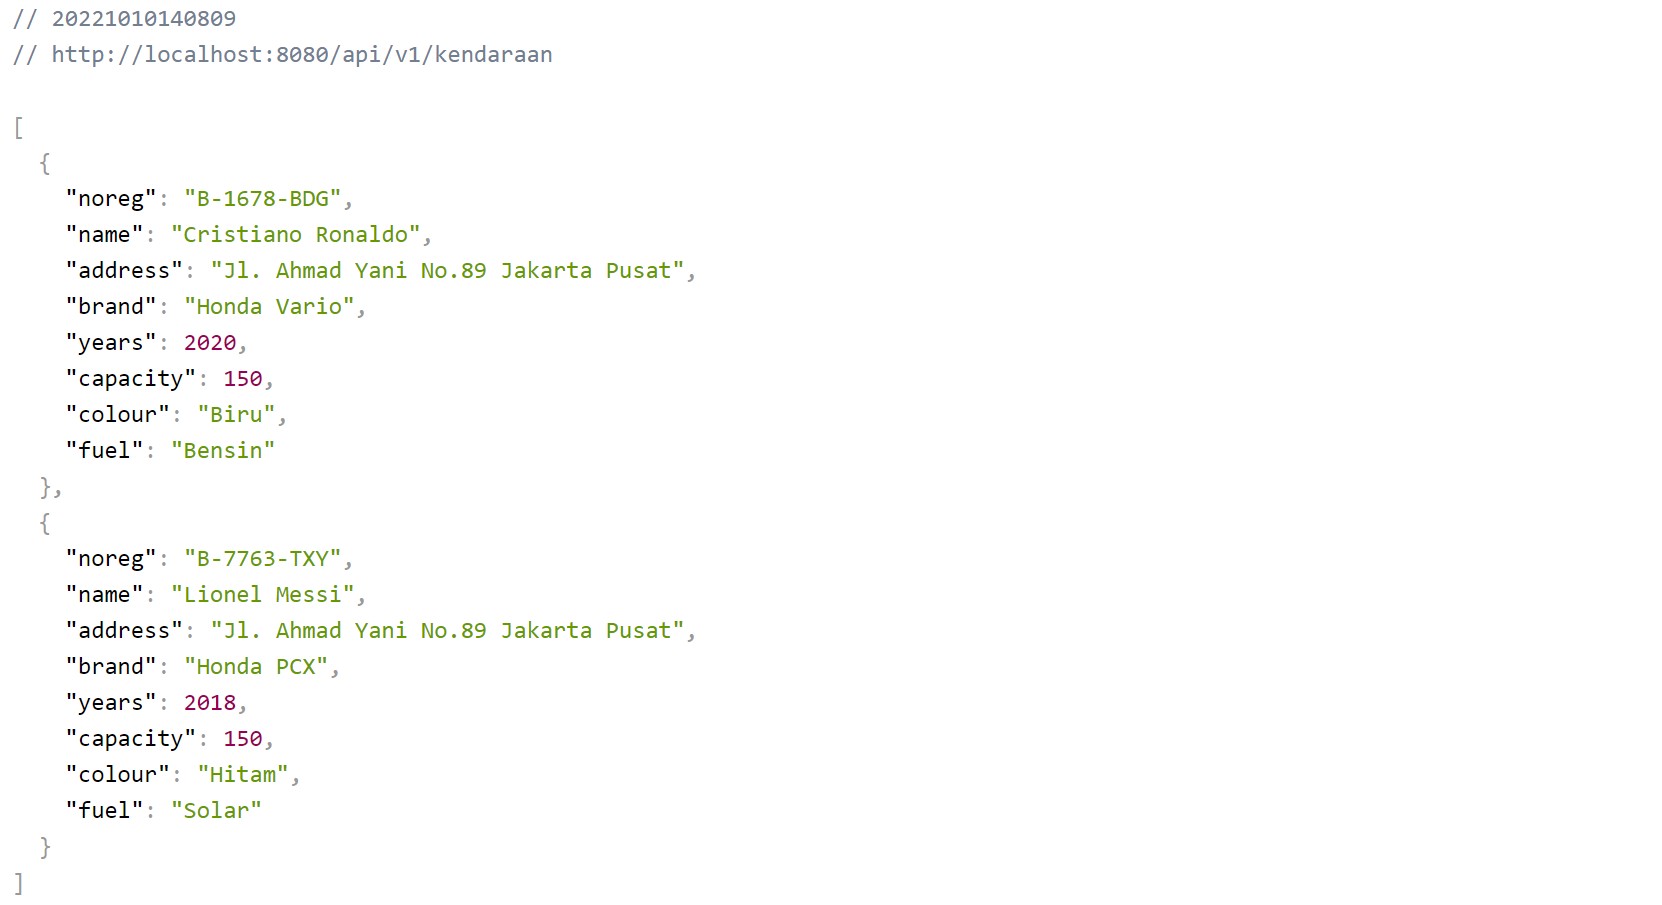 // 20221010140809
// http://localhost:8080/api/v1/kendaraan
[
{
"noreg": "B-1678-BDG",
"name": "Cristiano Ronaldo",
"address": "Jl. Ahmad Yani No.89 Jakarta Pusat",
"brand": "Honda Vario",
"years": 2020,
"capacity": 150,
"colour": "Biru",
"fuel": "Bensin"
},
{
"noreg": "B-7763-TXY",
"name": "Lionel Messi",
"address": "Jl. Ahmad Yani No.89 Jakarta Pusat",
"brand": "Honda PCX",
"years": 2018,
"capacity": 150,
"colour": "Hitam",
"fuel": "Solar"
}
]